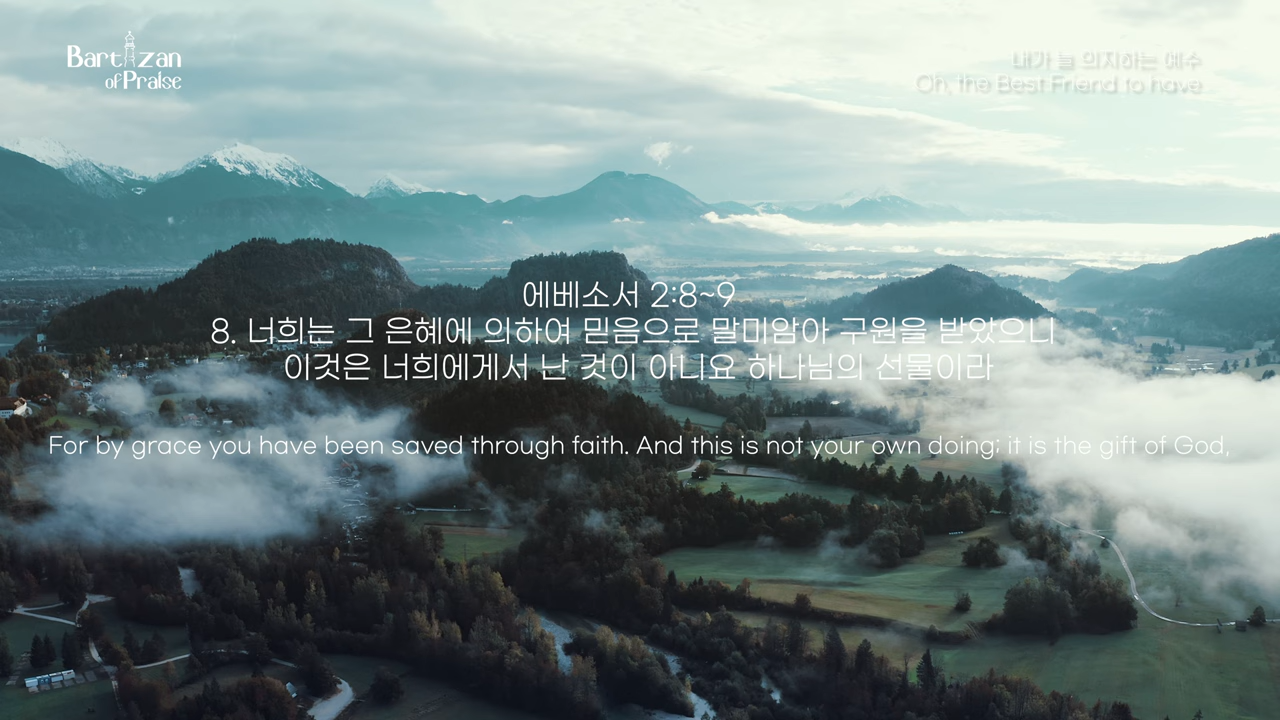 Bartizan
of Praise
내가 늘 의지하는 예수
Oh, the Best Friend to have
에베소서 2:8~9
8. 너희는 그 은혜에 의하여 믿음으로 말미암아 구원을 받았으니
이것은 너희에게서 난 것이 아니요 하나님의 선물이라
For by grace you have been saved through faith. And this is not your own doing; it is the gift of God,